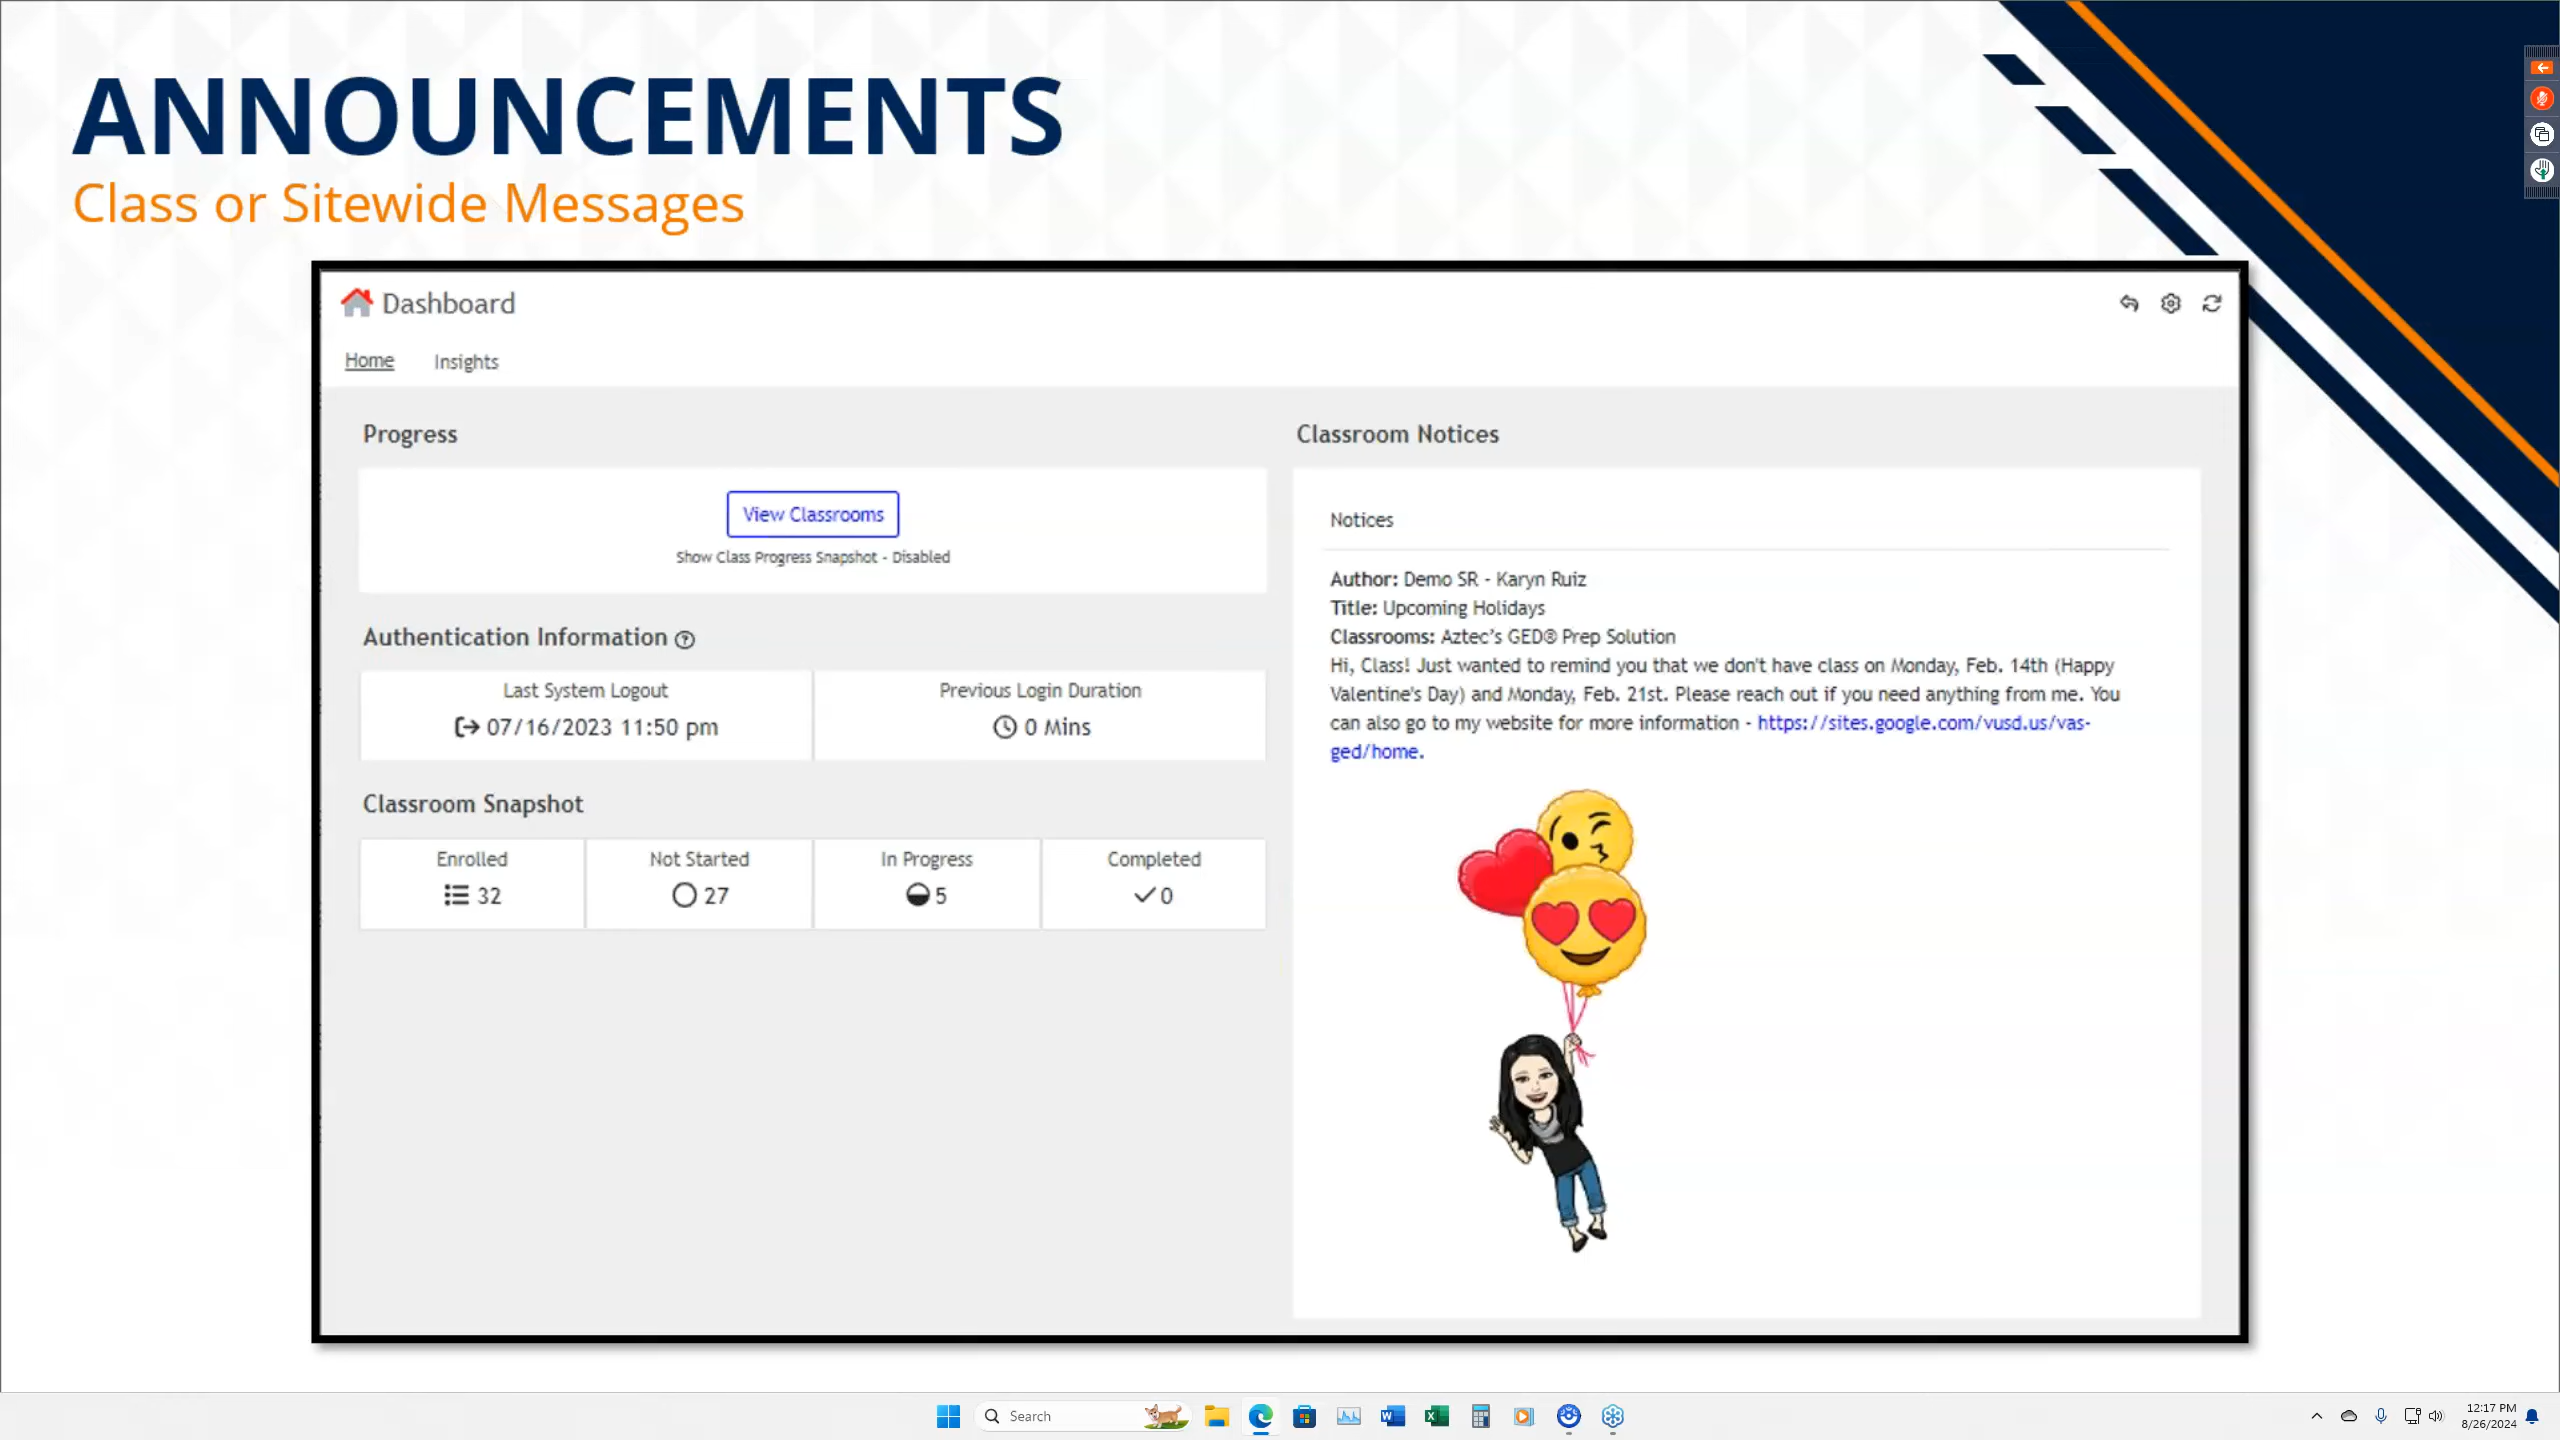 ANNOUNCEMENTS
Class or Sitewide Messages
Dashboard
Home Insights
Progress
View Classrooms
Show Class Progress Snapshot - Disabled
Authentication Information
Last System Logout
07/16/2023 11:50 pm
Previous Login Duration
0 Mins
Classroom Snapshot
Enrolled
32
Not Started
27
In Progress
5
Completed
0
Classroom Notices
Notices
Author: Demo SR - Karyn Ruiz
Title: Upcoming Holidays
Classrooms: Aztec’s GED® Prep Solution
Hi, Class! Just wanted to remind you that we don't have class on Monday, Feb. 14th (Happy
Valentine's Day) and Monday, Feb. 21st. Please reach out if you need anything from me. You
can also go to my website for more information - https://sites.google.com/vusd.us/vas-
ged/home.
Search
12:17 PM
8/26/2024